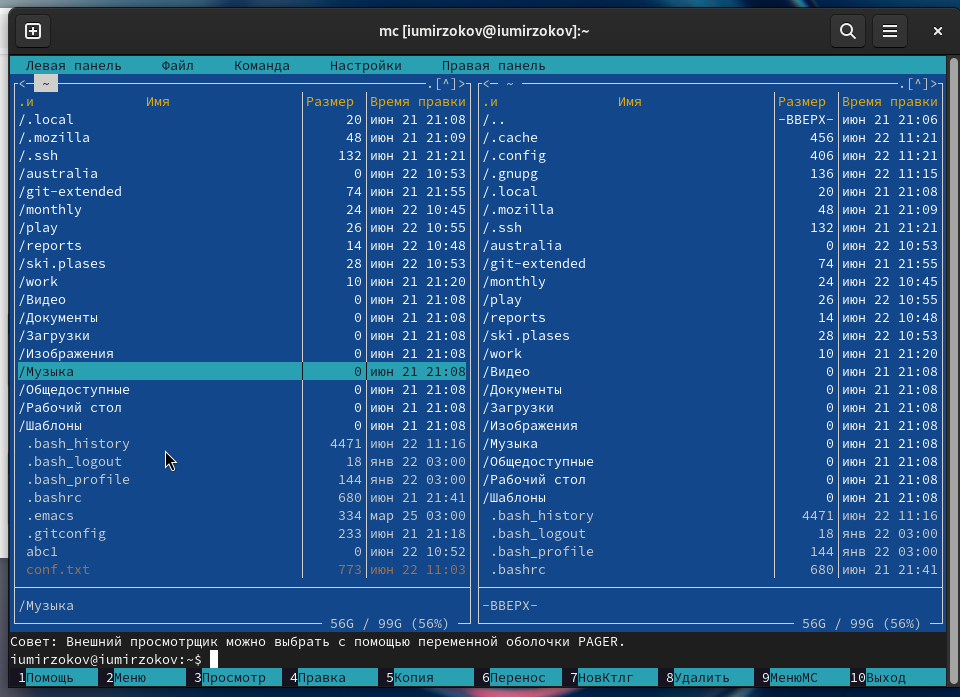 mc [iumirzokov@iumirzokov]:~
Левая панель Файл Команда Настройки Правая панель
<─ ~ .[^]> <─ ~ .[^]>
.и Имя Размер Время правки .и Имя Размер Время правки
/.local 20 июн 21 21:08 /.. -ВВЕРХ- июн 21 21:06
/.mozilla 48 июн 21 21:09 /.cache 456 июн 22 11:21
/.ssh 132 июн 21 21:21 /.config 406 июн 22 11:21
/australia 0 июн 22 10:53 /.gnupg 136 июн 22 11:15
/git-extended 74 июн 21 21:55 /.local 20 июн 21 21:08
/monthly 24 июн 22 10:45 /.mozilla 48 июн 21 21:09
/play 26 июн 22 10:55 /.ssh 132 июн 21 21:21
/reports 14 июн 22 10:48 /australia 0 июн 22 10:53
/ski.plases 28 июн 22 10:53 /git-extended 74 июн 21 21:55
/work 10 июн 21 21:20 /monthly 24 июн 22 10:45
/Видео 0 июн 21 21:08 /play 26 июн 22 10:55
/Документы 0 июн 21 21:08 /reports 14 июн 22 10:48
/Загрузки 0 июн 21 21:08 /ski.plases 28 июн 22 10:53
/Изображения 0 июн 21 21:08 /work 10 июн 21 21:20
/Музыка 0 июн 21 21:08 /Видео 0 июн 21 21:08
/Общедоступные 0 июн 21 21:08 /Документы 0 июн 21 21:08
/Рабочий стол 0 июн 21 21:08 /Загрузки 0 июн 21 21:08
/Шаблоны 0 июн 21 21:08 /Изображения 0 июн 21 21:08
.bash_history 4471 июн 22 11:16 /Музыка 0 июн 21 21:08
.bash_logout 18 янв 22 03:00 /Общедоступные 0 июн 21 21:08
.bash_profile 144 янв 22 03:00 /Рабочий стол 0 июн 21 21:08
.bashrc 680 июн 21 21:41 /Шаблоны 0 июн 21 21:08
.emacs 334 мар 25 03:00 .bash_history 4471 июн 22 11:16
.gitconfig 233 июн 21 21:18 .bash_logout 18 янв 22 03:00
abc1 0 июн 22 10:52 .bash_profile 144 янв 22 03:00
conf.txt 773 июн 22 11:03 .bashrc 680 июн 21 21:41
/Музыка -ВВЕРХ-
56G / 99G (56%) 56G / 99G (56%)
Совет: Внешний просмотрщик можно выбрать с помощью переменной оболочки PAGER.
iumirzokov@iumirzokov:~$
1Помощь 2Меню 3Просмотр 4Правка 5Копия 6Перенос 7НовКтлг 8Удалить 9МенюМС 10Выход